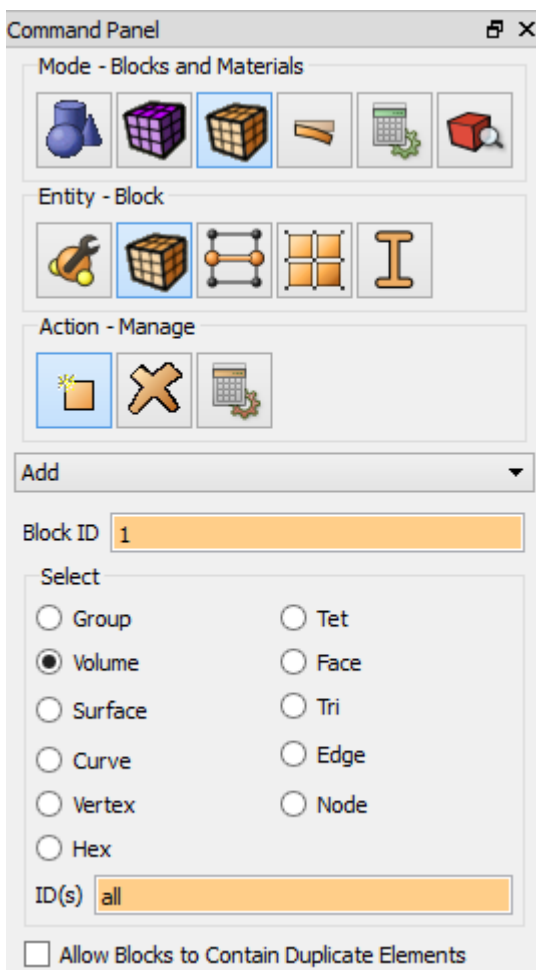 Command Panel
Mode - Blocks and Materials
Entity - Block
Action - Manage
Add
Block ID 1
Select
Group Tet
Volume Face
Surface Tri
Curve Edge
Vertex Node
Hex
ID(s) all
Allow Blocks to Contain Duplicate Elements